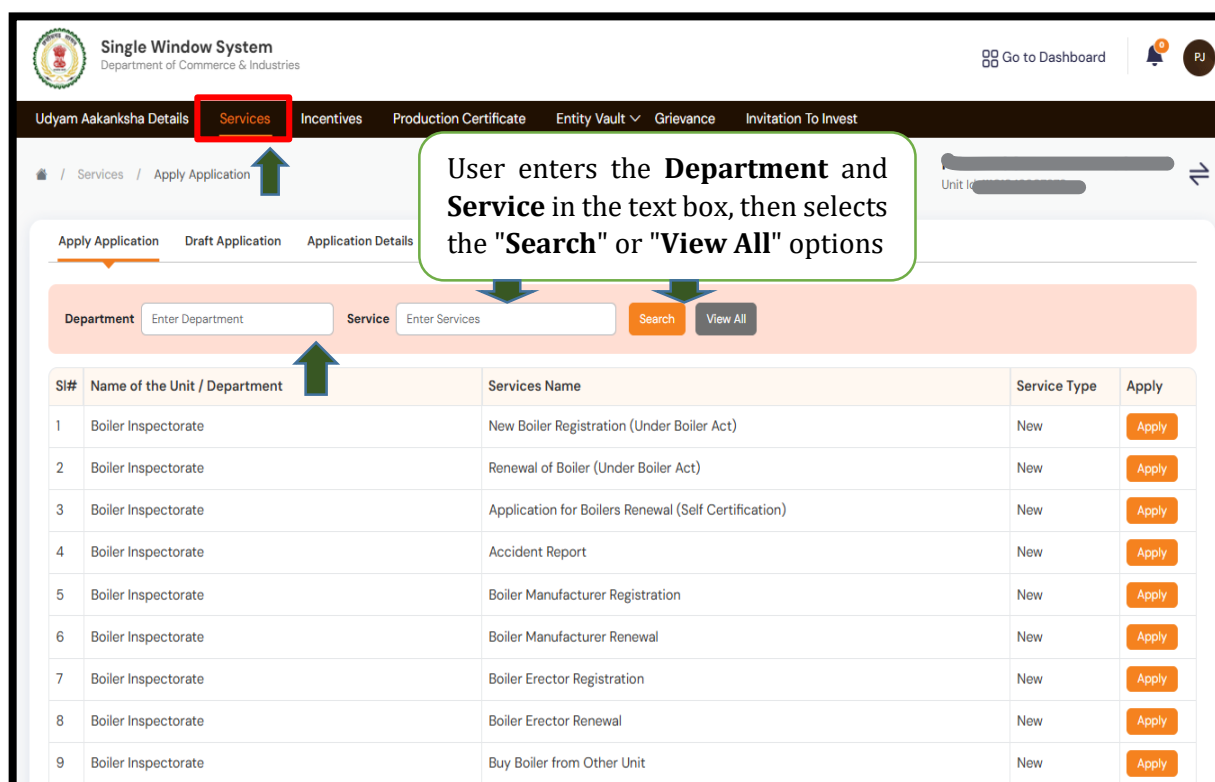 Single Window System
Department of Commerce & Industries
Go to Dashboard
0
PJ
Udyam Aakanksha Details Services Incentives Production Certificate Entity Vault Grievance Invitation To Invest
/ Services / Apply Application
User enters the Department and
Service in the text box, then selects
the "Search" or "View All" options
Unit
Apply Application Draft Application Application Details
Department Enter Department Service Enter Services Search View All
Sl# Name of the Unit / Department Services Name Service Type Apply
1 Boiler Inspectorate New Boiler Registration (Under Boiler Act) New Apply
2 Boiler Inspectorate Renewal of Boiler (Under Boiler Act) New Apply
3 Boiler Inspectorate Application for Boilers Renewal (Self Certification) New Apply
4 Boiler Inspectorate Accident Report New Apply
5 Boiler Inspectorate Boiler Manufacturer Registration New Apply
6 Boiler Inspectorate Boiler Manufacturer Renewal New Apply
7 Boiler Inspectorate Boiler Erector Registration New Apply
8 Boiler Inspectorate Boiler Erector Renewal New Apply
9 Boiler Inspectorate Buy Boiler from Other Unit New Apply